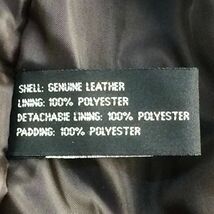 SHELL: GENUINE LEATHER
LINING: 100% POLYESTER
DETACHABLE LINING: 100% POLYESTER
PADDING: 100% POLYESTER